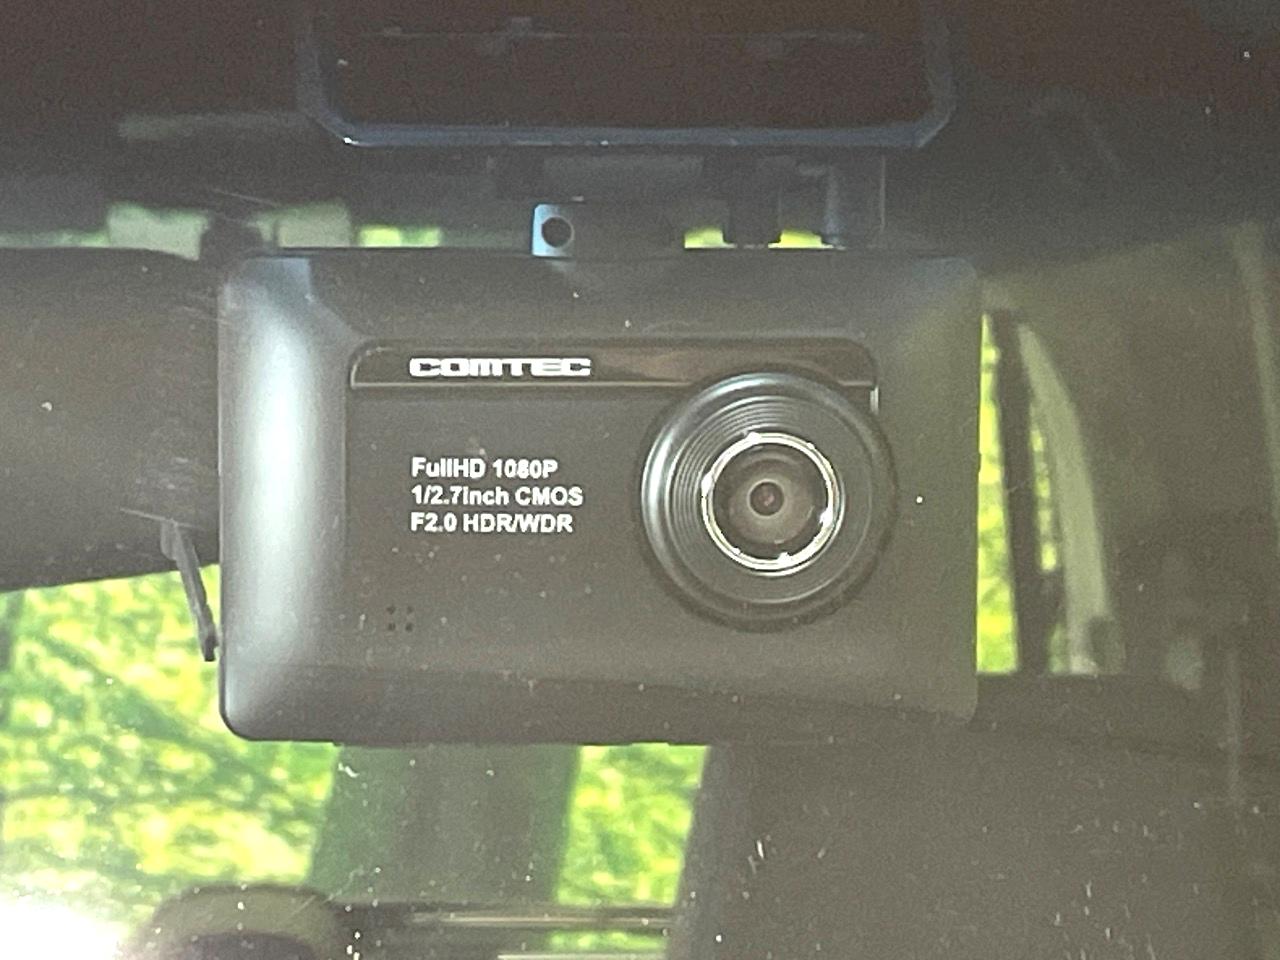 COMTEC
FullHD 1080P
1/2.7inch CMOS
F2.0 HDR/WDR